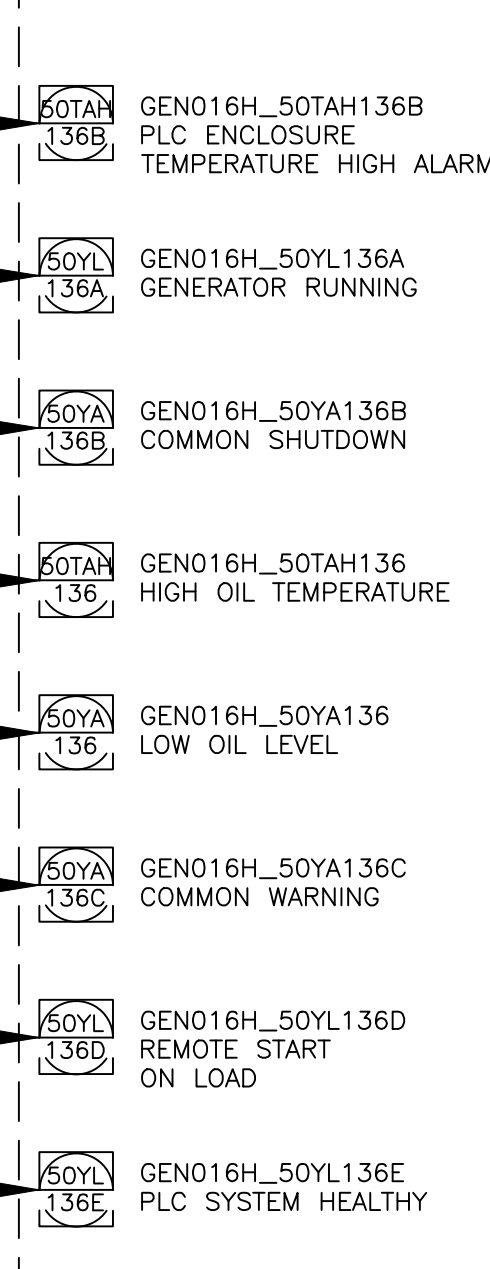 50TAH
136B
GEN016H_50TAH136B
PLC ENCLOSURE
TEMPERATURE HIGH ALARM
50YL
136A
GEN016H_50YL136A
GENERATOR RUNNING
50YA
136B
GEN016H_50YA136B
COMMON SHUTDOWN
50TAH
136
GEN016H_50TAH136
HIGH OIL TEMPERATURE
50YA
136
GEN016H_50YA136
LOW OIL LEVEL
50YA
136C
GEN016H_50YA136C
COMMON WARNING
50YL
136D
GEN016H_50YL136D
REMOTE START
ON LOAD
50YL
136E
GEN016H_50YL136E
PLC SYSTEM HEALTHY